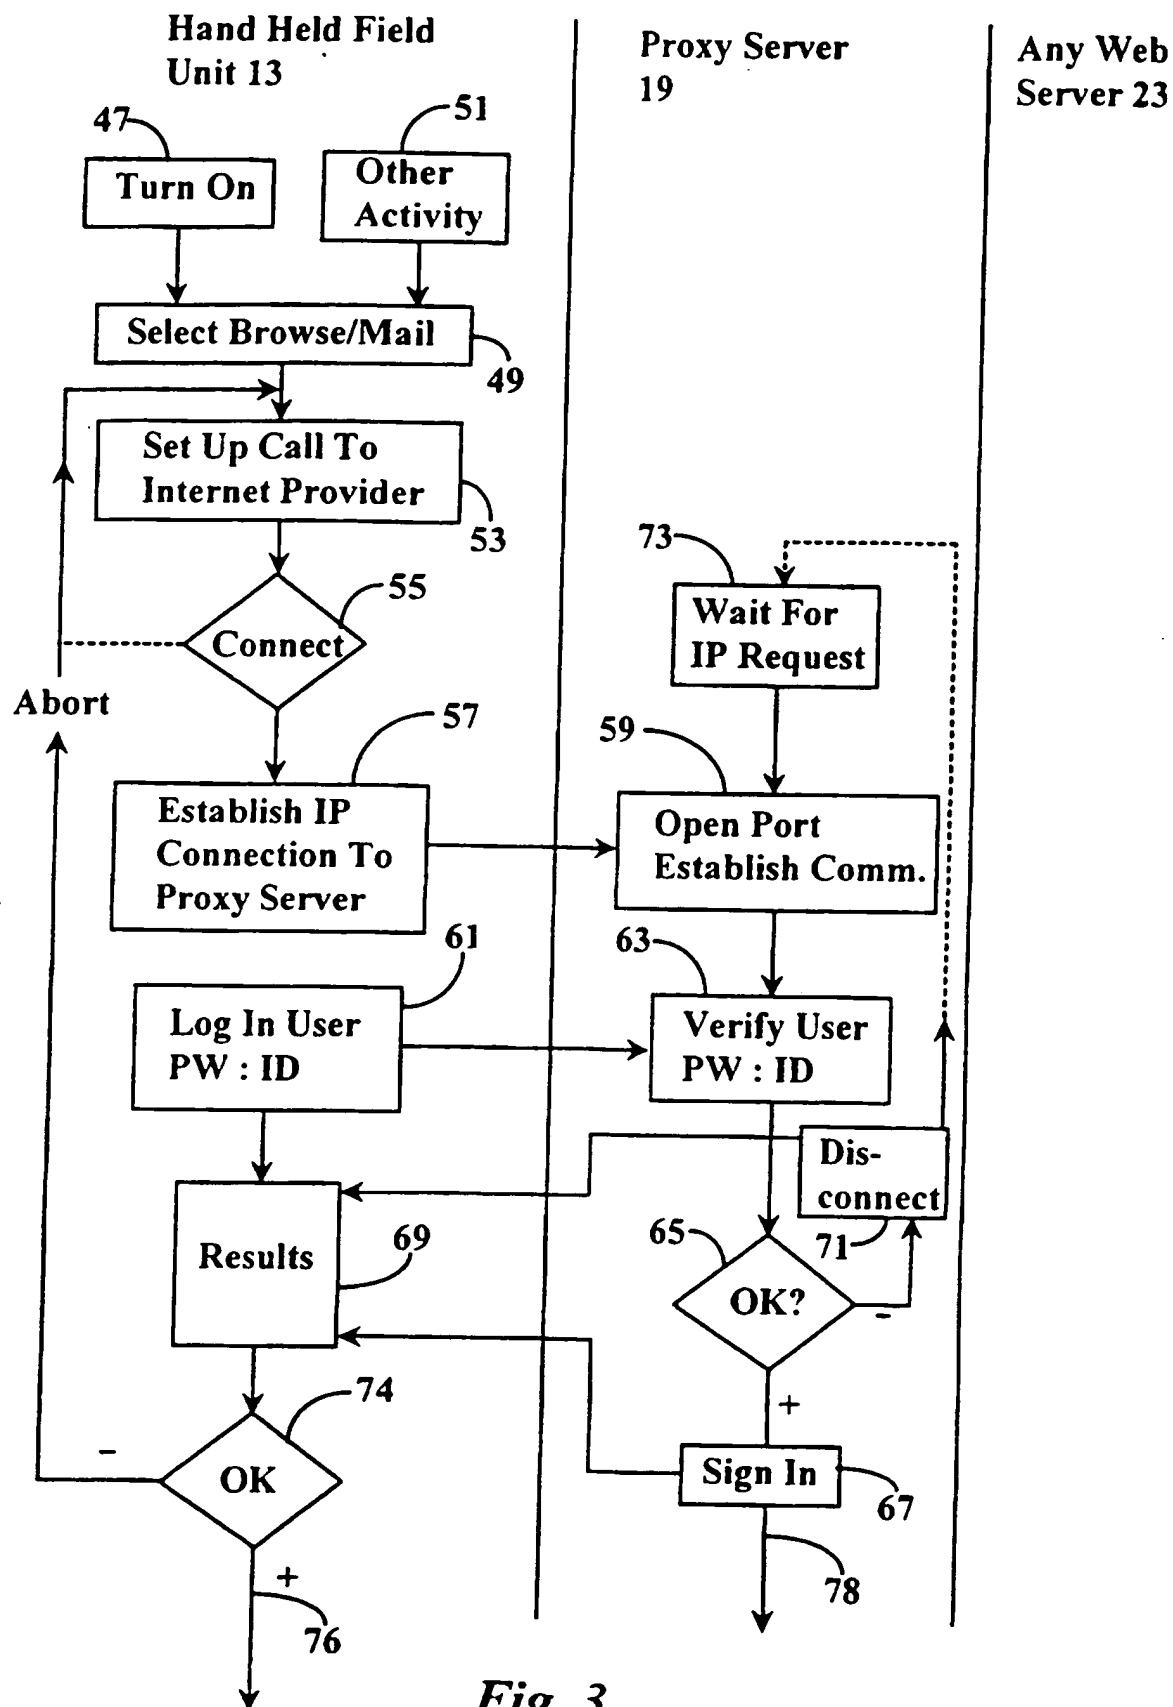 Hand Held Field
Unit 13
Proxy Server
19
Any Web
Server 23
47
51
Turn On
Other
Activity
Select Browse/Mail
49
Set Up Call To
Internet Provider
53
73
55
Connect
Wait For
IP Request
Abort
57
59
Establish IP
Connection To
Proxy Server
Open Port
Establish Comm.
61
63
Log In User
PW : ID
Verify User
PW : ID
Dis-
connect
71
Results
69
65
OK?
-
+
74
-
OK
Sign In
67
+
76
78
Fig. 3